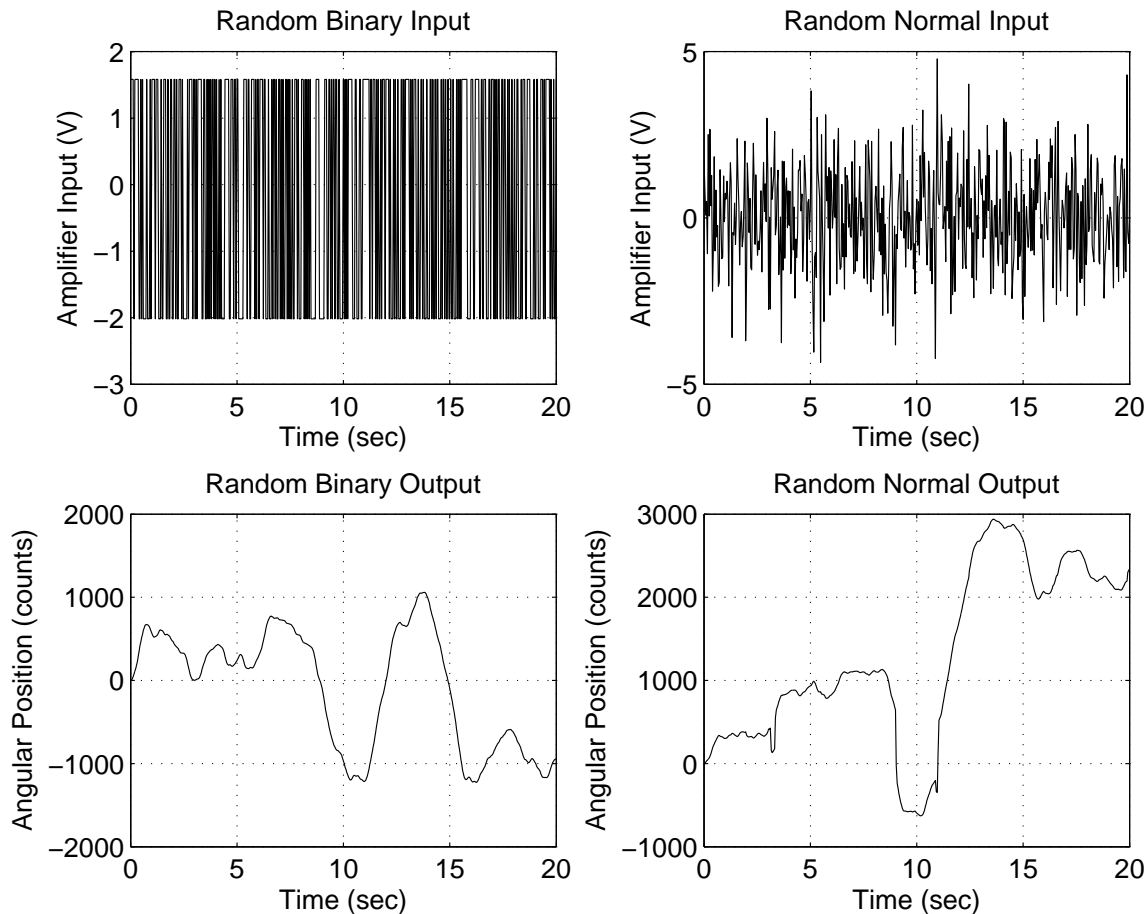 Random Binary Input
Amplifier Input (V)
2
1
0
−1
−2
−3
0 5 10 15 20
Time (sec)
Random Normal Input
Amplifier Input (V)
5
0
−5
0 5 10 15 20
Time (sec)
Random Binary Output
Angular Position (counts)
2000
1000
0
−1000
−2000
0 5 10 15 20
Time (sec)
Random Normal Output
Angular Position (counts)
3000
2000
1000
0
−1000
0 5 10 15 20
Time (sec)